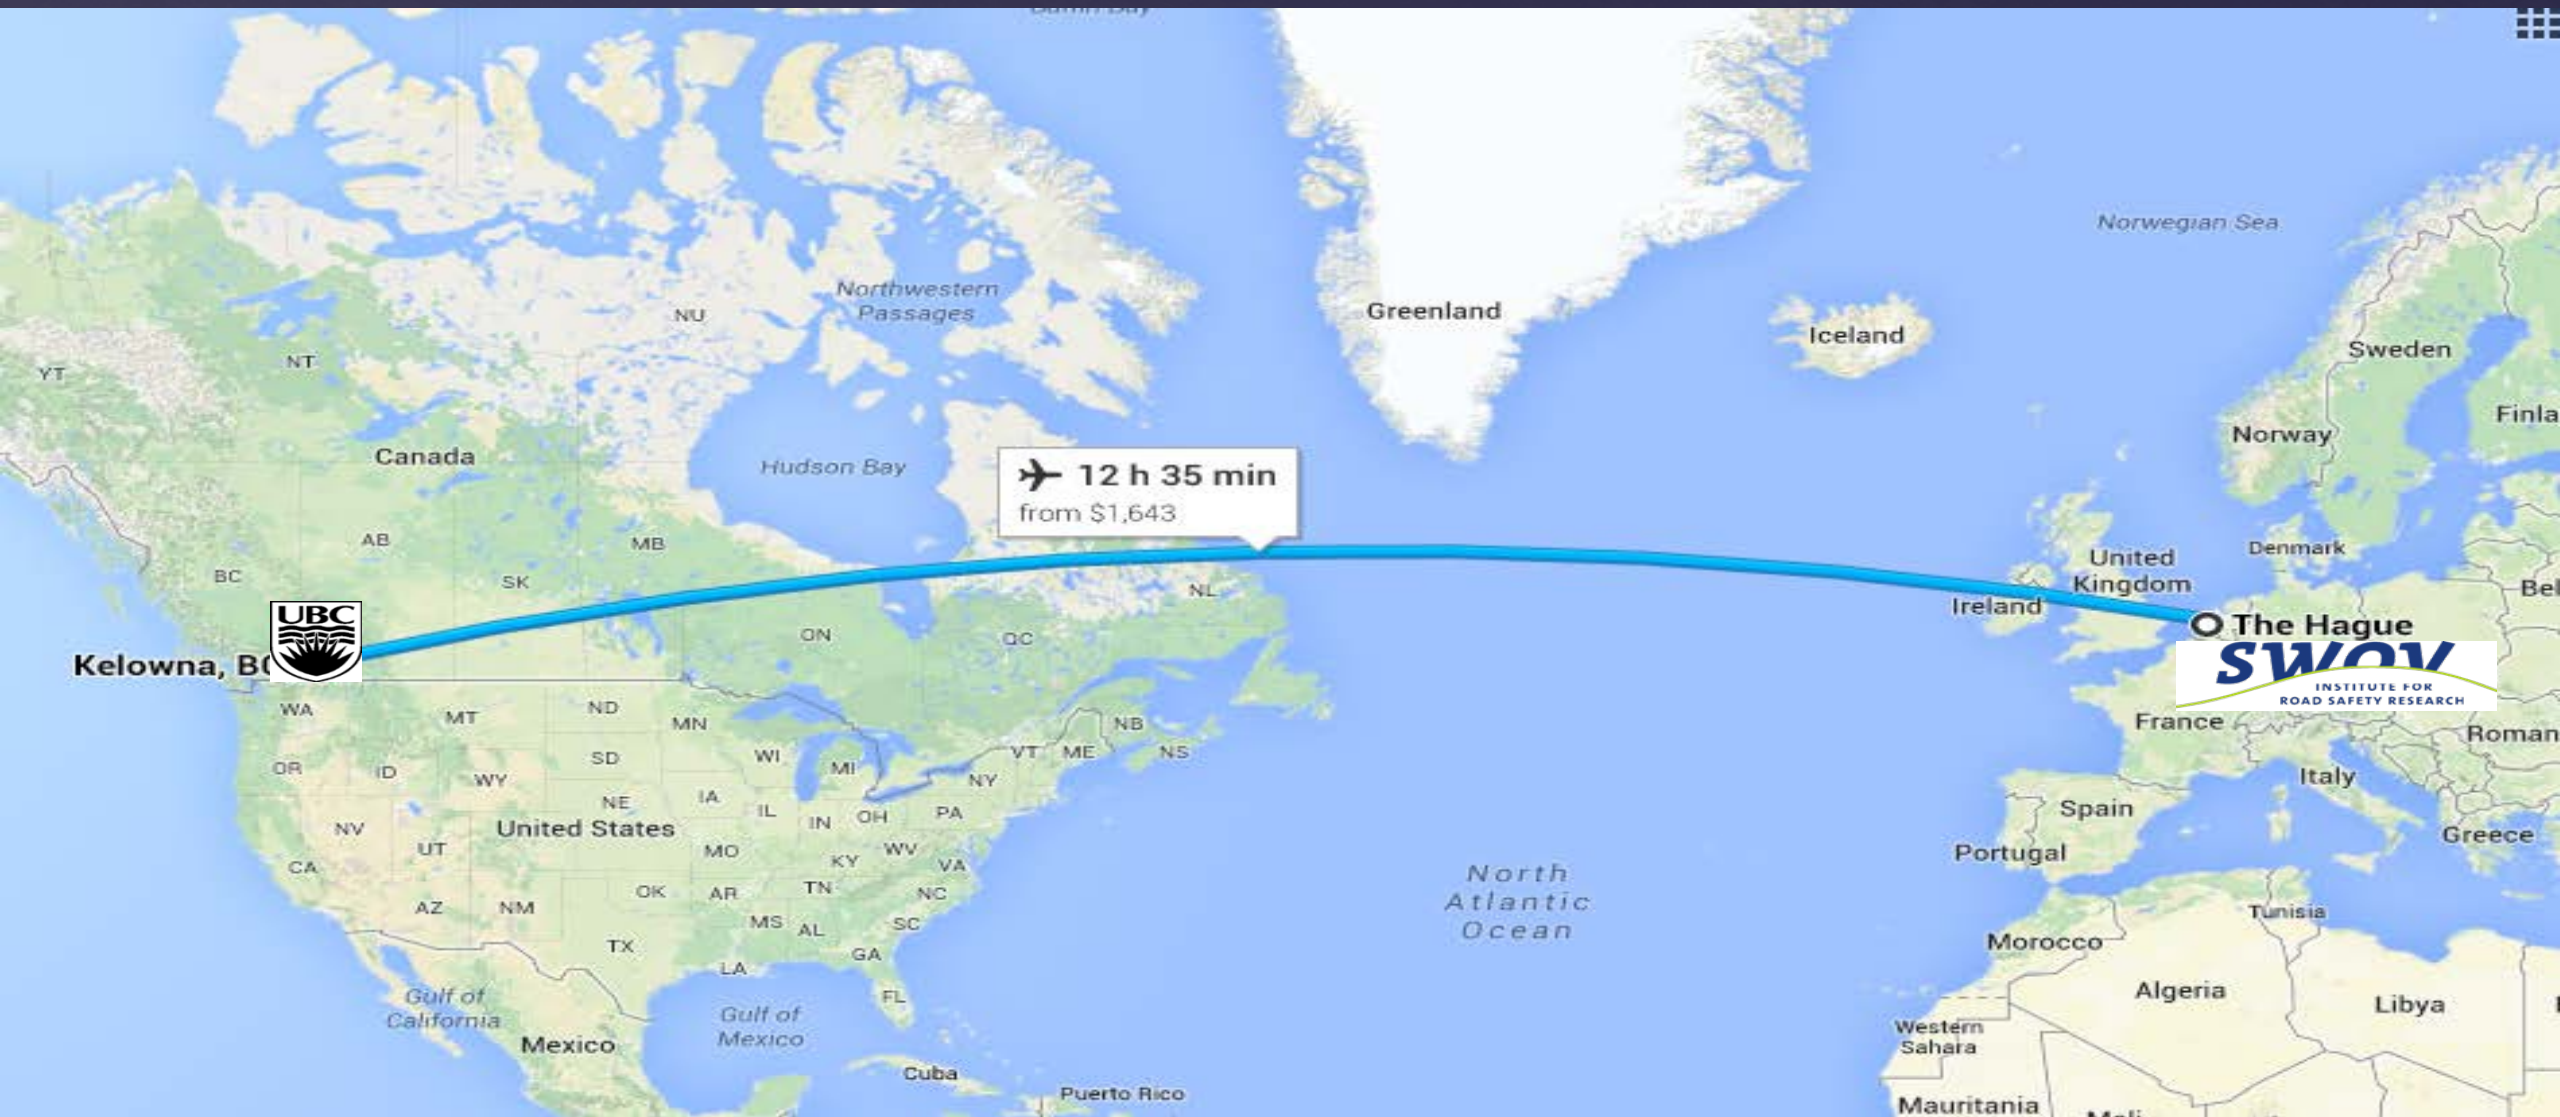 Baffin Bay
Norwegian Sea
Northwestern
Passages
NU
Greenland
Iceland
NT
YT
Sweden
Finla
Norway
Canada
Hudson Bay
12 h 35 min
from $1,643
AB
MB
BC
SK
NL
Denmark
United
Kingdom
Bel
Ireland
UBC
ON
QC
The Hague
Kelowna, BC
SWOV
INSTITUTE FOR
ROAD SAFETY RESEARCH
WA
MT
ND
MN
NB
France
Roman
OR
ID
WY
SD
WI
MI
VT
ME
NS
NY
Italy
NE
IA
IL
IN
OH
PA
Spain
NV
United States
Greece
UT
MO
KY
WV
VA
Portugal
CA
OK
AR
TN
NC
North
Atlantic
Ocean
AZ
NM
MS
AL
SC
Tunisia
TX
GA
Morocco
LA
FL
Algeria
Libya
Gulf of
California
Gulf of
Mexico
Western
Sahara
Mexico
Cuba
Puerto Rico
Mauritania
Mali